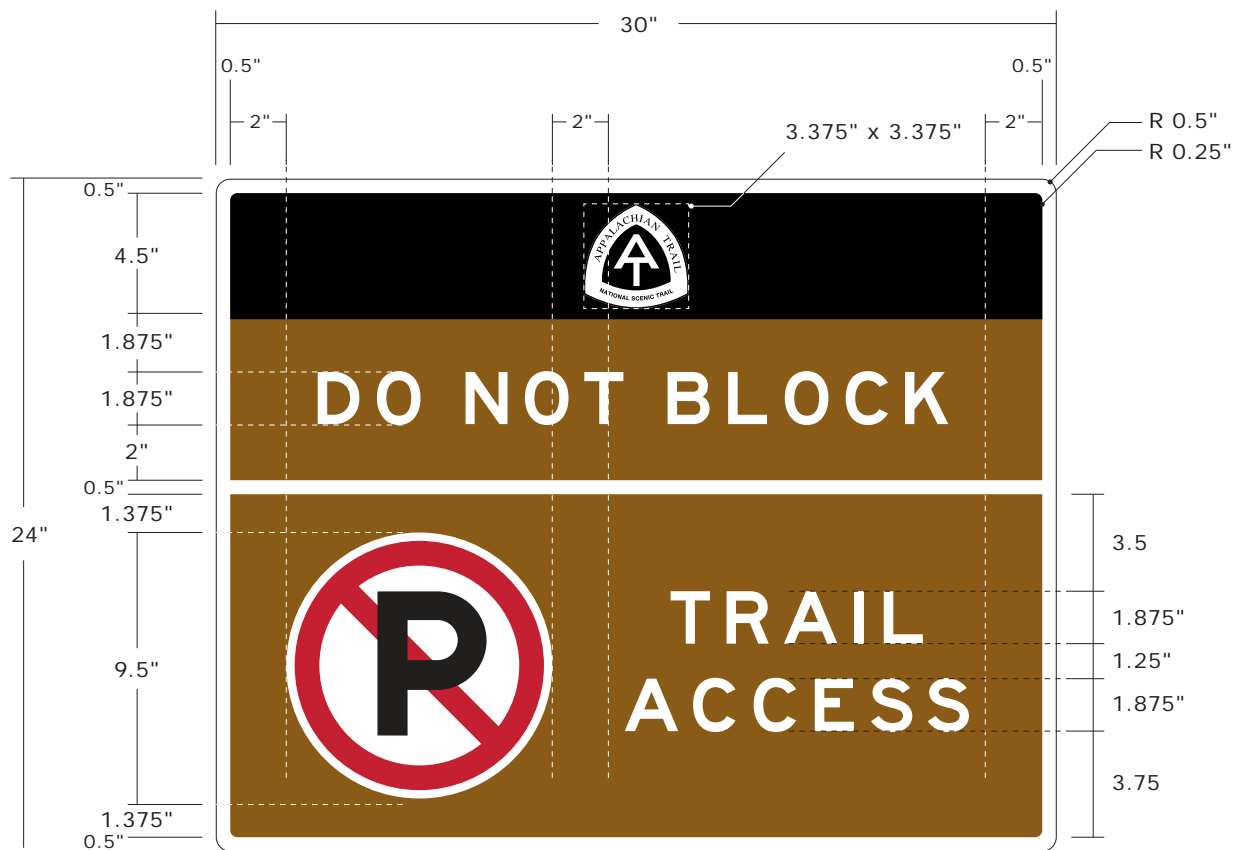 30"
0.5" 0.5"
2" 2" 2"
3.375" x 3.375"
R 0.5"
R 0.25"
0.5"
4.5"
1.875"
1.875"
2"
0.5"
1.375"
24"
9.5"
1.375"
0.5"
APPALACHIAN TRAIL
AT
NATIONAL SCENIC TRAIL
DO NOT BLOCK
P
TRAIL
ACCESS
3.5
1.875"
1.25"
1.875"
3.75